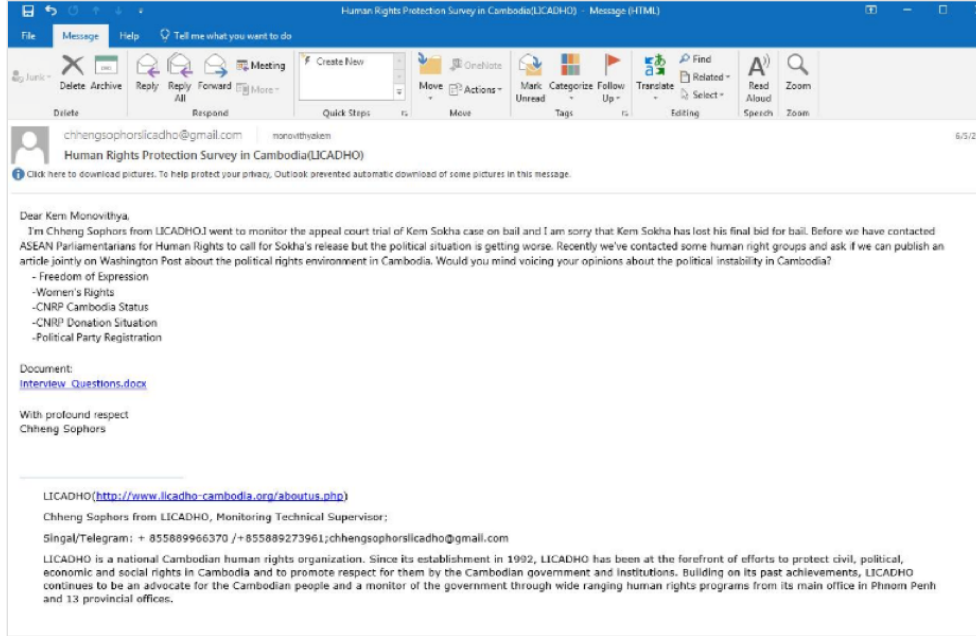 Human Rights Protection Survey in Cambodia(LICADHO) - Message (HTML)
File Message Help Tell me what you want to do
Junk
Delete Archive
Reply Reply All Forward
Meeting
More
Create New
Move
OneNote
Actions
Mark Unread Categorize Follow Up
Translate
Find
Related
Select
Read Aloud
Zoom
Delete Respond Quick Steps Move Tags Editing Speech Zoom
chhengsophorslicadho@gmail.com monovithyakem
6/5/2
Human Rights Protection Survey in Cambodia(LICADHO)
Click here to download pictures. To help protect your privacy, Outlook prevented automatic download of some pictures in this message.
Dear Kem Monovithya,
I'm Chheng Sophors from LICADHO.I went to monitor the appeal court trial of Kem Sokha case on bail and I am sorry that Kem Sokha has lost his final bid for bail. Before we have contacted
ASEAN Parliamentarians for Human Rights to call for Sokha's release but the political situation is getting worse. Recently we've contacted some human right groups and ask if we can publish an
article jointly on Washington Post about the political rights environment in Cambodia. Would you mind voicing your opinions about the political instability in Cambodia?
- Freedom of Expression
-Women's Rights
-CNRP Cambodia Status
-CNRP Donation Situation
-Political Party Registration
Document:
Interview_Questions.docx
With profound respect
Chheng Sophors
LICADHO(http://www.licadho-cambodia.org/aboutus.php)
Chheng Sophors from LICADHO, Monitoring Technical Supervisor;
Singal/Telegram: + 855889966370 /+855889273961;chhengsophorslicadho@gmail.com
LICADHO is a national Cambodian human rights organization. Since its establishment in 1992, LICADHO has been at the forefront of efforts to protect civil, political,
economic and social rights in Cambodia and to promote respect for them by the Cambodian government and institutions. Building on its past achievements, LICADHO
continues to be an advocate for the Cambodian people and a monitor of the government through wide ranging human rights programs from its main office in Phnom Penh
and 13 provincial offices.